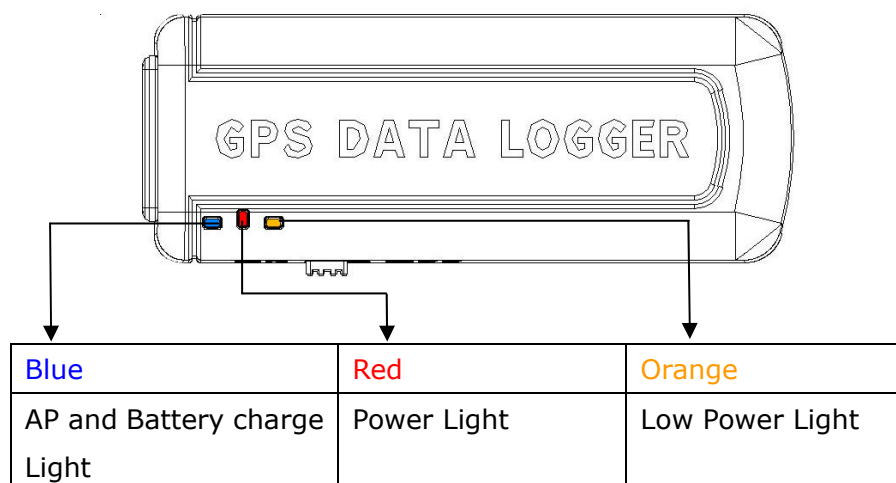 GPS DATA LOGGER
Blue Red Orange
AP and Battery charge Power Light Low Power Light
Light